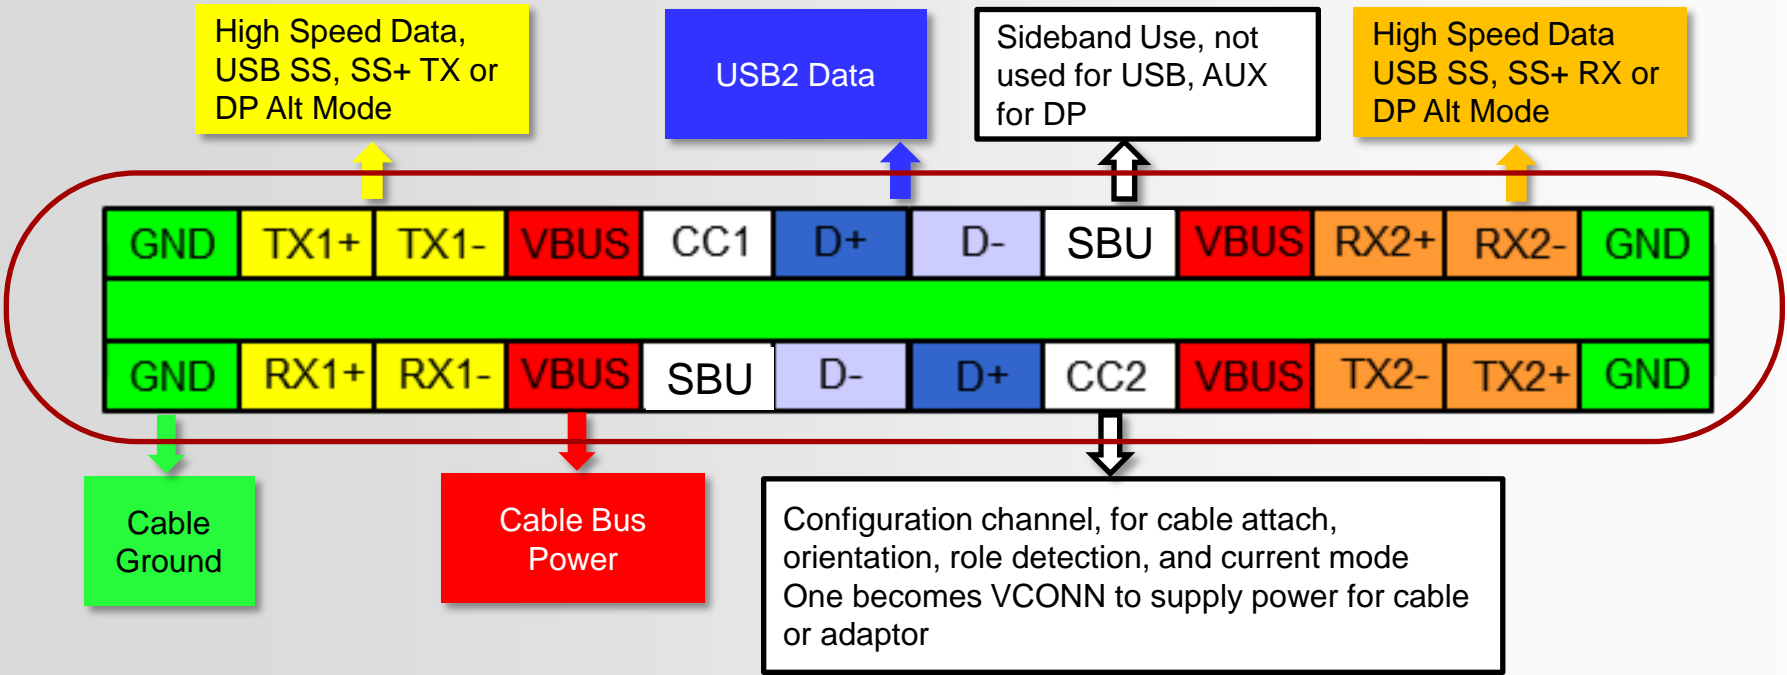 High Speed Data,
USB SS, SS+ TX or
DP Alt Mode
USB2 Data
Sideband Use, not
used for USB, AUX
for DP
High Speed Data
USB SS, SS+ RX or
DP Alt Mode
GND TX1+ TX1- VBUS CC1 D+ D- SBU VBUS RX2+ RX2- GND
GND RX1+ RX1- VBUS SBU D- D+ CC2 VBUS TX2- TX2+ GND
Cable
Ground
Cable Bus
Power
Configuration channel, for cable attach,
orientation, role detection, and current mode
One becomes VCONN to supply power for cable
or adaptor